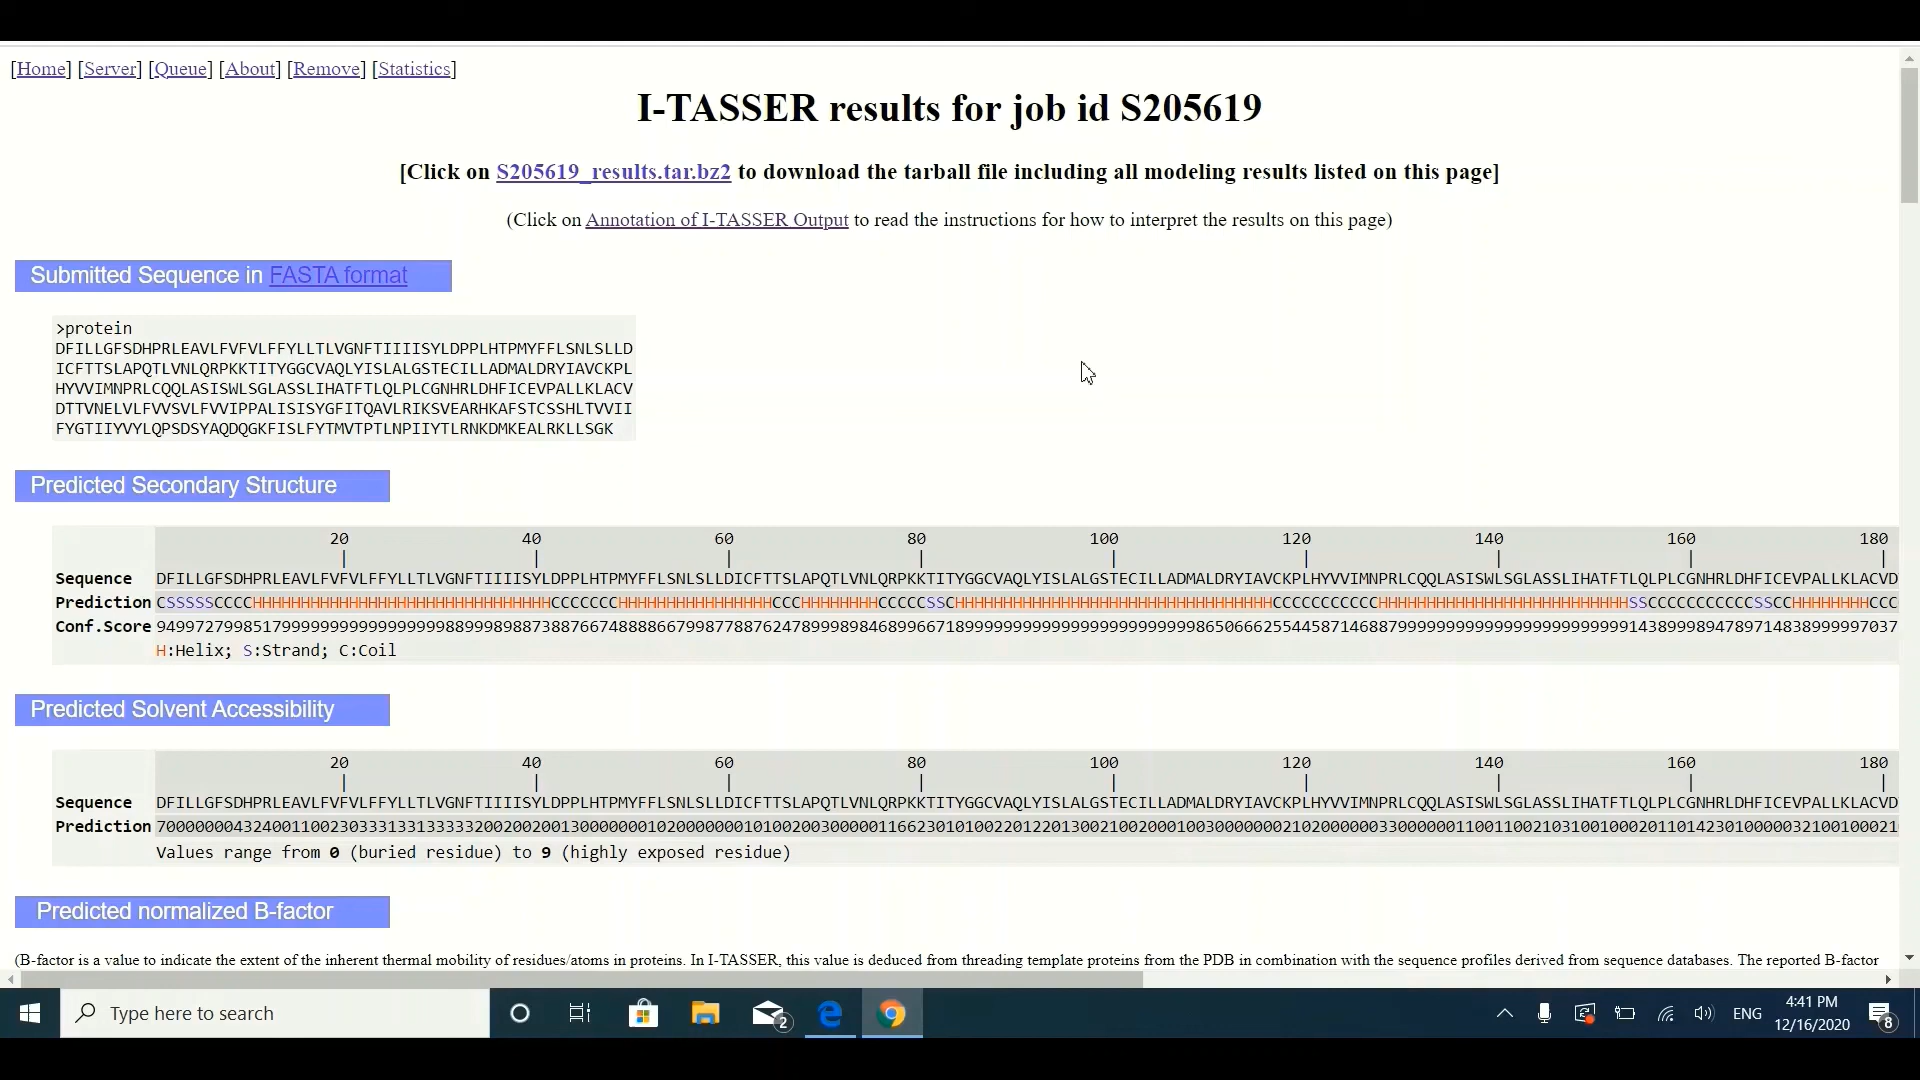 [Home] [Server] [Queue] [About] [Remove] [Statistics]
I-TASSER results for job id S205619
[Click on S205619_results.tar.bz2 to download the tarball file including all modeling results listed on this page]
(Click on Annotation of I-TASSER Output to read the instructions for how to interpret the results on this page)
Submitted Sequence in FASTA format
>protein
DFILLGFSDHPRLEAVLFVFVLFFYLLTLVGNFTIIIISYLDPPLHTPMYFFLSNLSLLD
ICFTTSLAPQTLVNLQRPKKTITYGGCVAQLYISLALGSTECILLADMALDRYIAVCKPL
HYVVIMNPRLCQQLASISWLSGLASSLIHATFTLQLPLCGNHRLDHFICEVPALLKLACV
DTTVNELVLFVVSVLFVVIPPALISISYGFITQAVLRIKSVEARHKAFSTCSSHLTVVII
FYGTIIYVYLQPSDSYAQDQGKFISLFYTMVTPTLNPIIYTLRNKDMKEALRKLLSGK
Predicted Secondary Structure
20 40 60 80 100 120 140 160 180
Sequence DFILLGFSDHPRLEAVLFVFVLFFYLLTLVGNFTIIIISYLDPPLHTPMYFFLSNLSLLDICFTTSLAPQTLVNLQRPKKTITYGGCVAQLYISLALGSTECILLADMALDRYIAVCKPLHYVVIMNPRLCQQLASISWLSGLASSLIHATFTLQLPLCGNHRLDHFICEVPALLKLACVD
Prediction
Conf.Score
H:Helix; S:Strand; C:Coil
Predicted Solvent Accessibility
20 40 60 80 100 120 140 160 180
Sequence DFILLGFSDHPRLEAVLFVFVLFFYLLTLVGNFTIIIISYLDPPLHTPMYFFLSNLSLLDICFTTSLAPQTLVNLQRPKKTITYGGCVAQLYISLALGSTECILLADMALDRYIAVCKPLHYVVIMNPRLCQQLASISWLSGLASSLIHATFTLQLPLCGNHRLDHFICEVPALLKLACVD
Prediction
Values range from 0 (buried residue) to 9 (highly exposed residue)
Predicted normalized B-factor
(B-factor is a value to indicate the extent of the inherent thermal mobility of residues/atoms in proteins. In I-TASSER, this value is deduced from threading template proteins from the PDB in combination with the sequence profiles derived from sequence databases. The reported B-factor
Type here to search
2
ENG
4:41 PM
12/16/2020
8